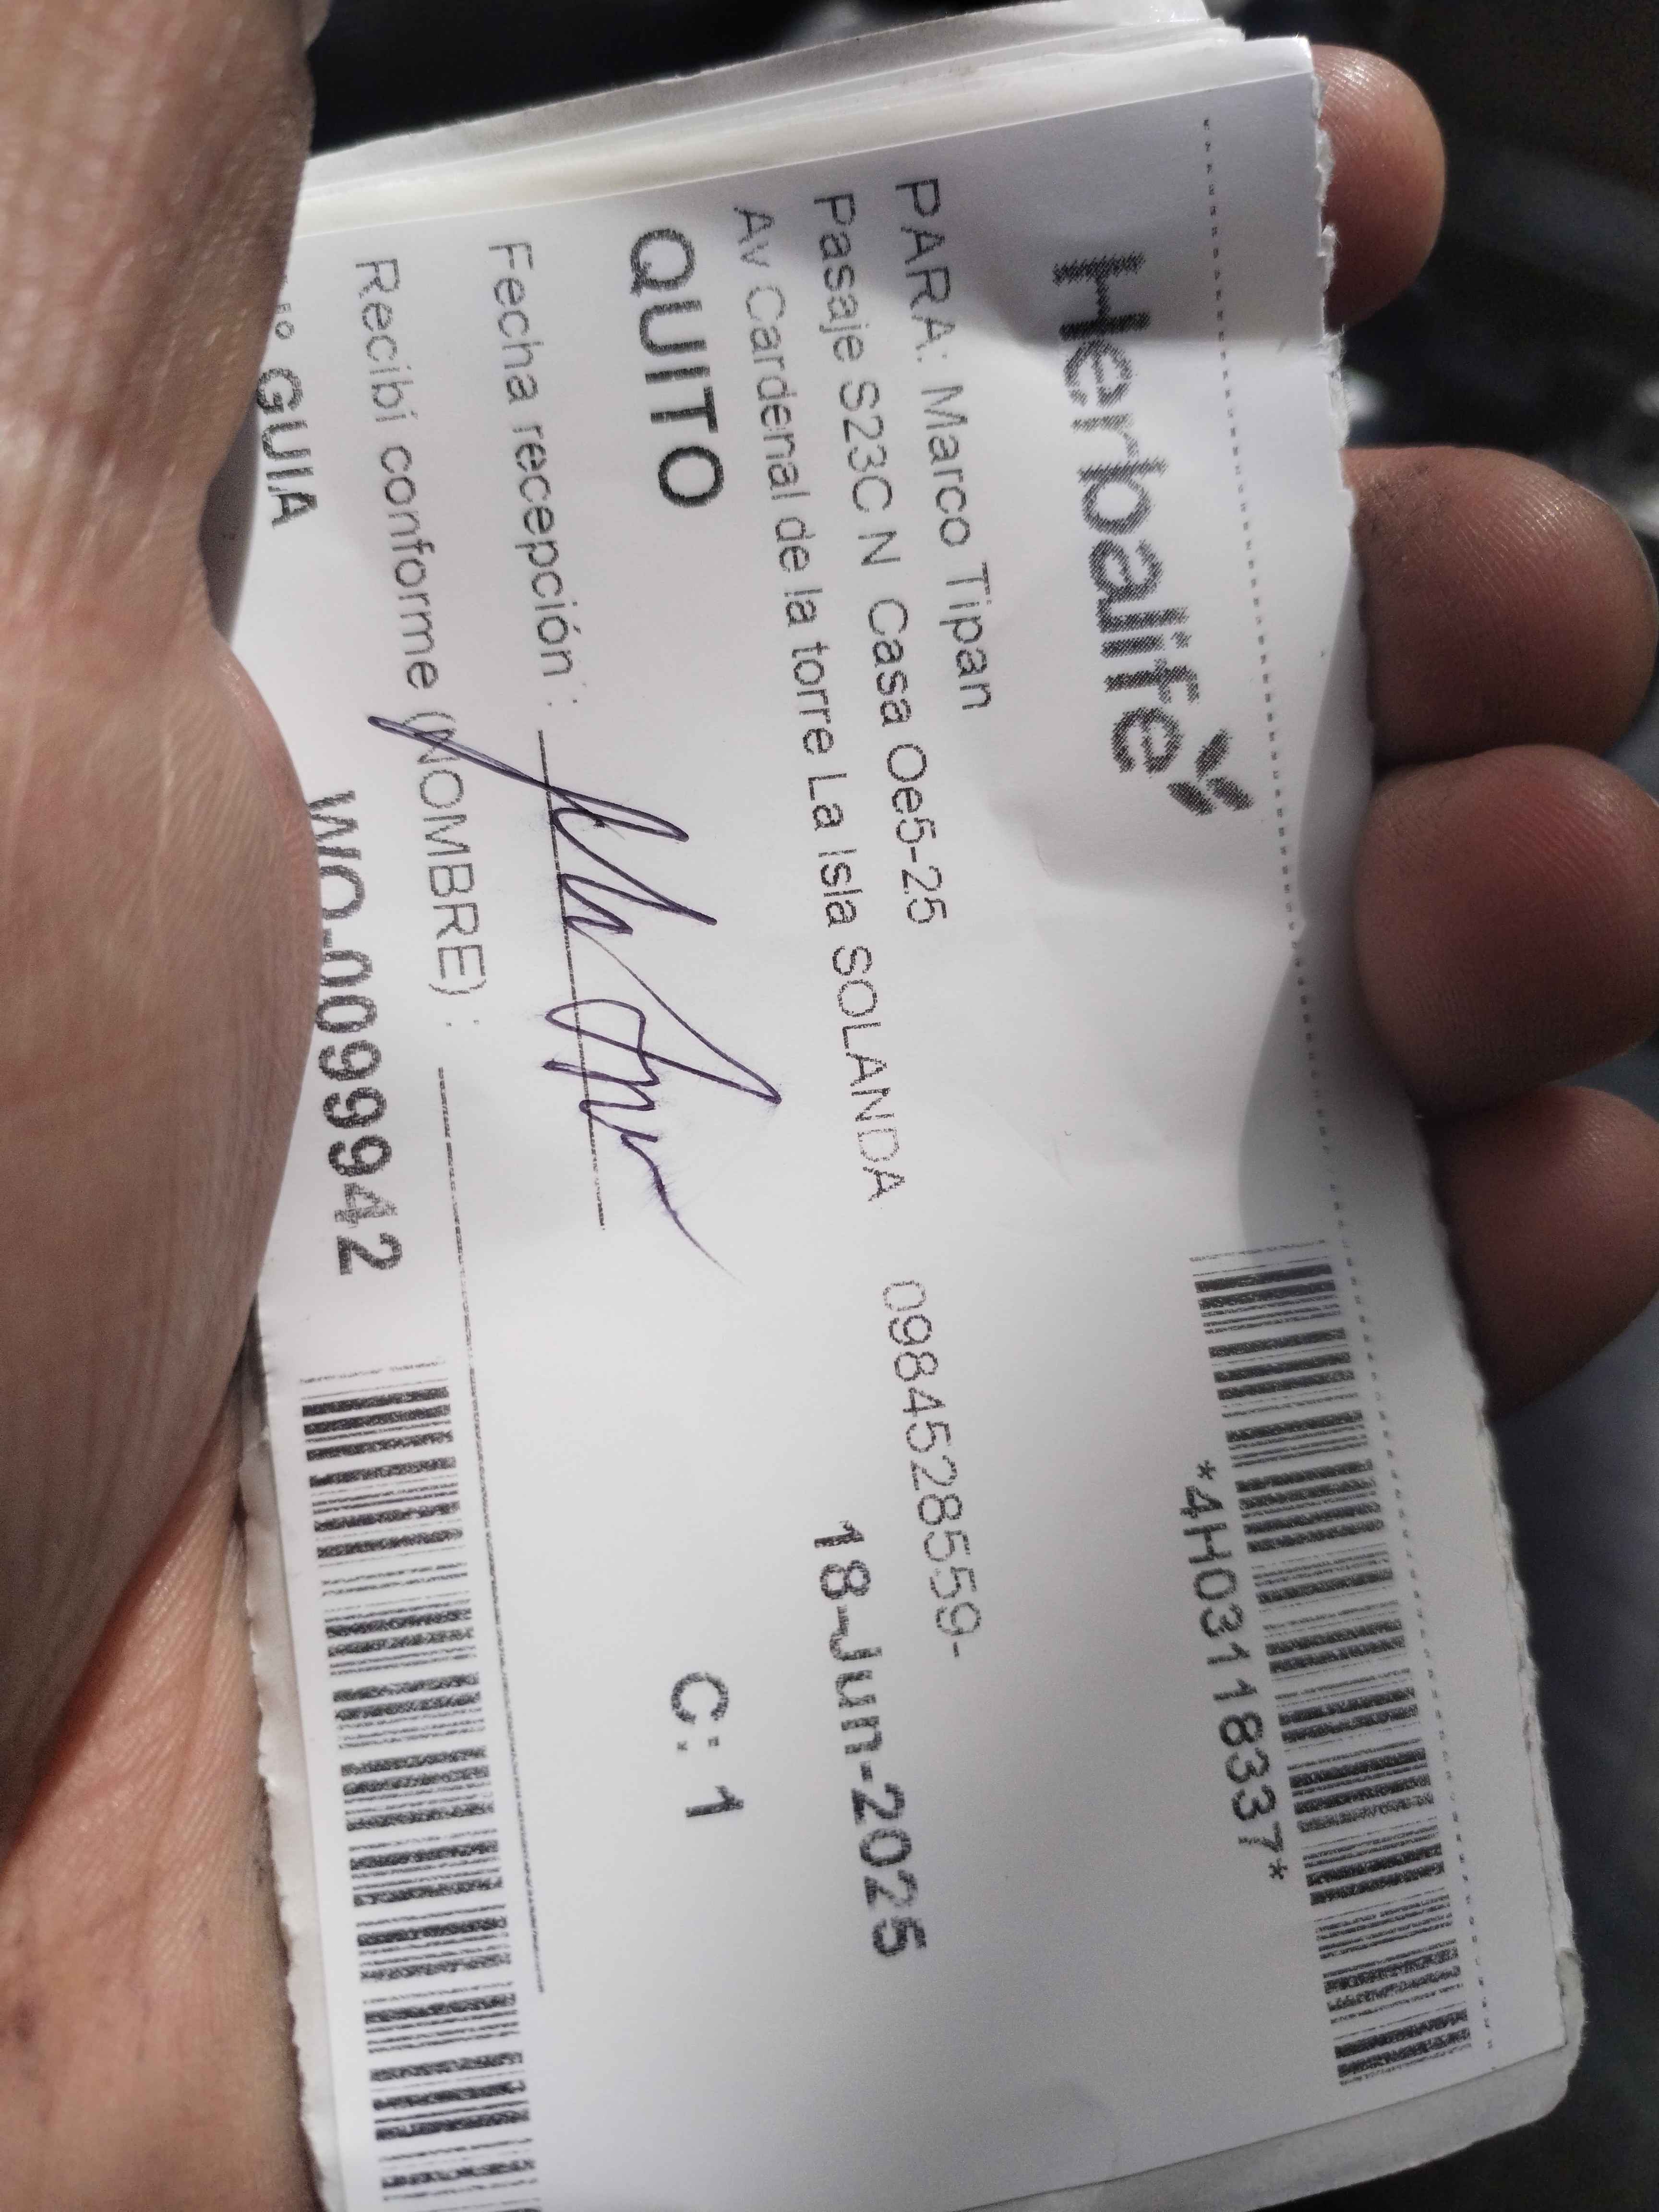 Herbalife
*4H0311837*
PARA: Marco Tipan
Pasaje S23C N Casa Oe5-25 0984528559-
Av Cardenal de la torre La Isla SOLANDA 18-Jun-2025
QUITO C: 1
Fecha recepción :
Recibí conforme (NOMBRE) :
GUIA WO-0099942